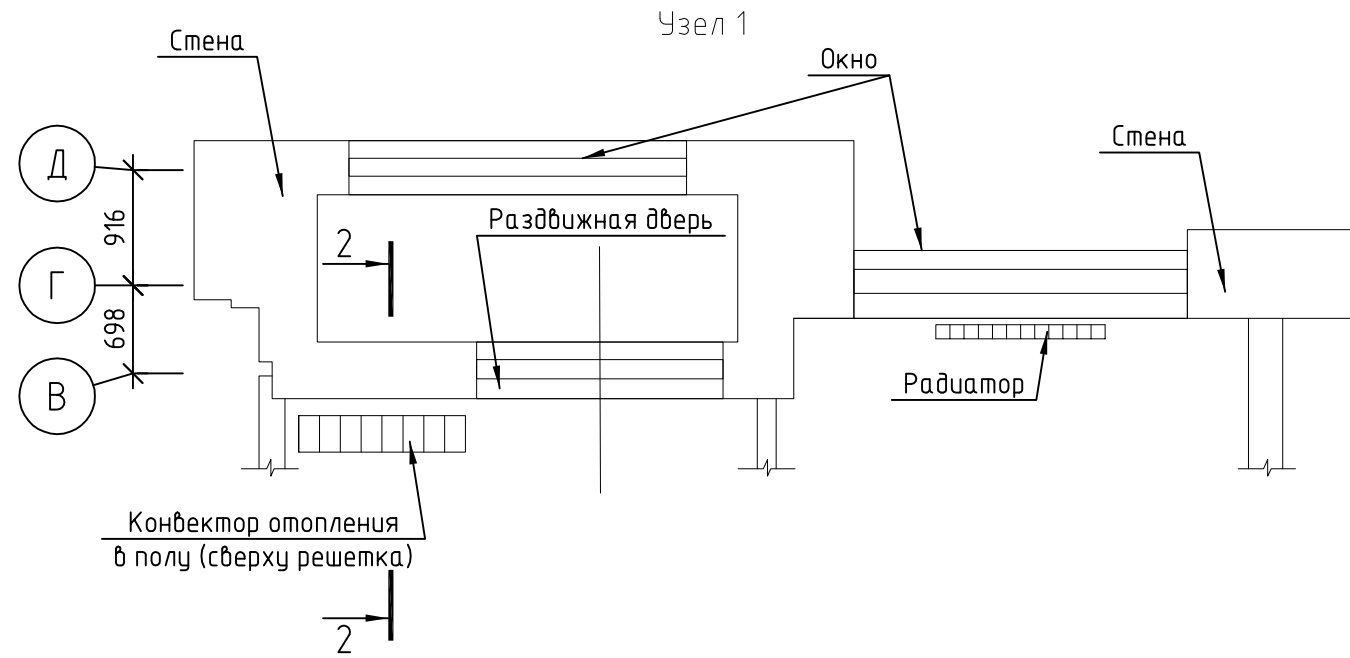 Узел 1
Стена
Окно
Стена
Д
916
Раздвижная дверь
2
Г
698
Радиатор
В
Конвектор отопления
в полу (сверху решетка)
2